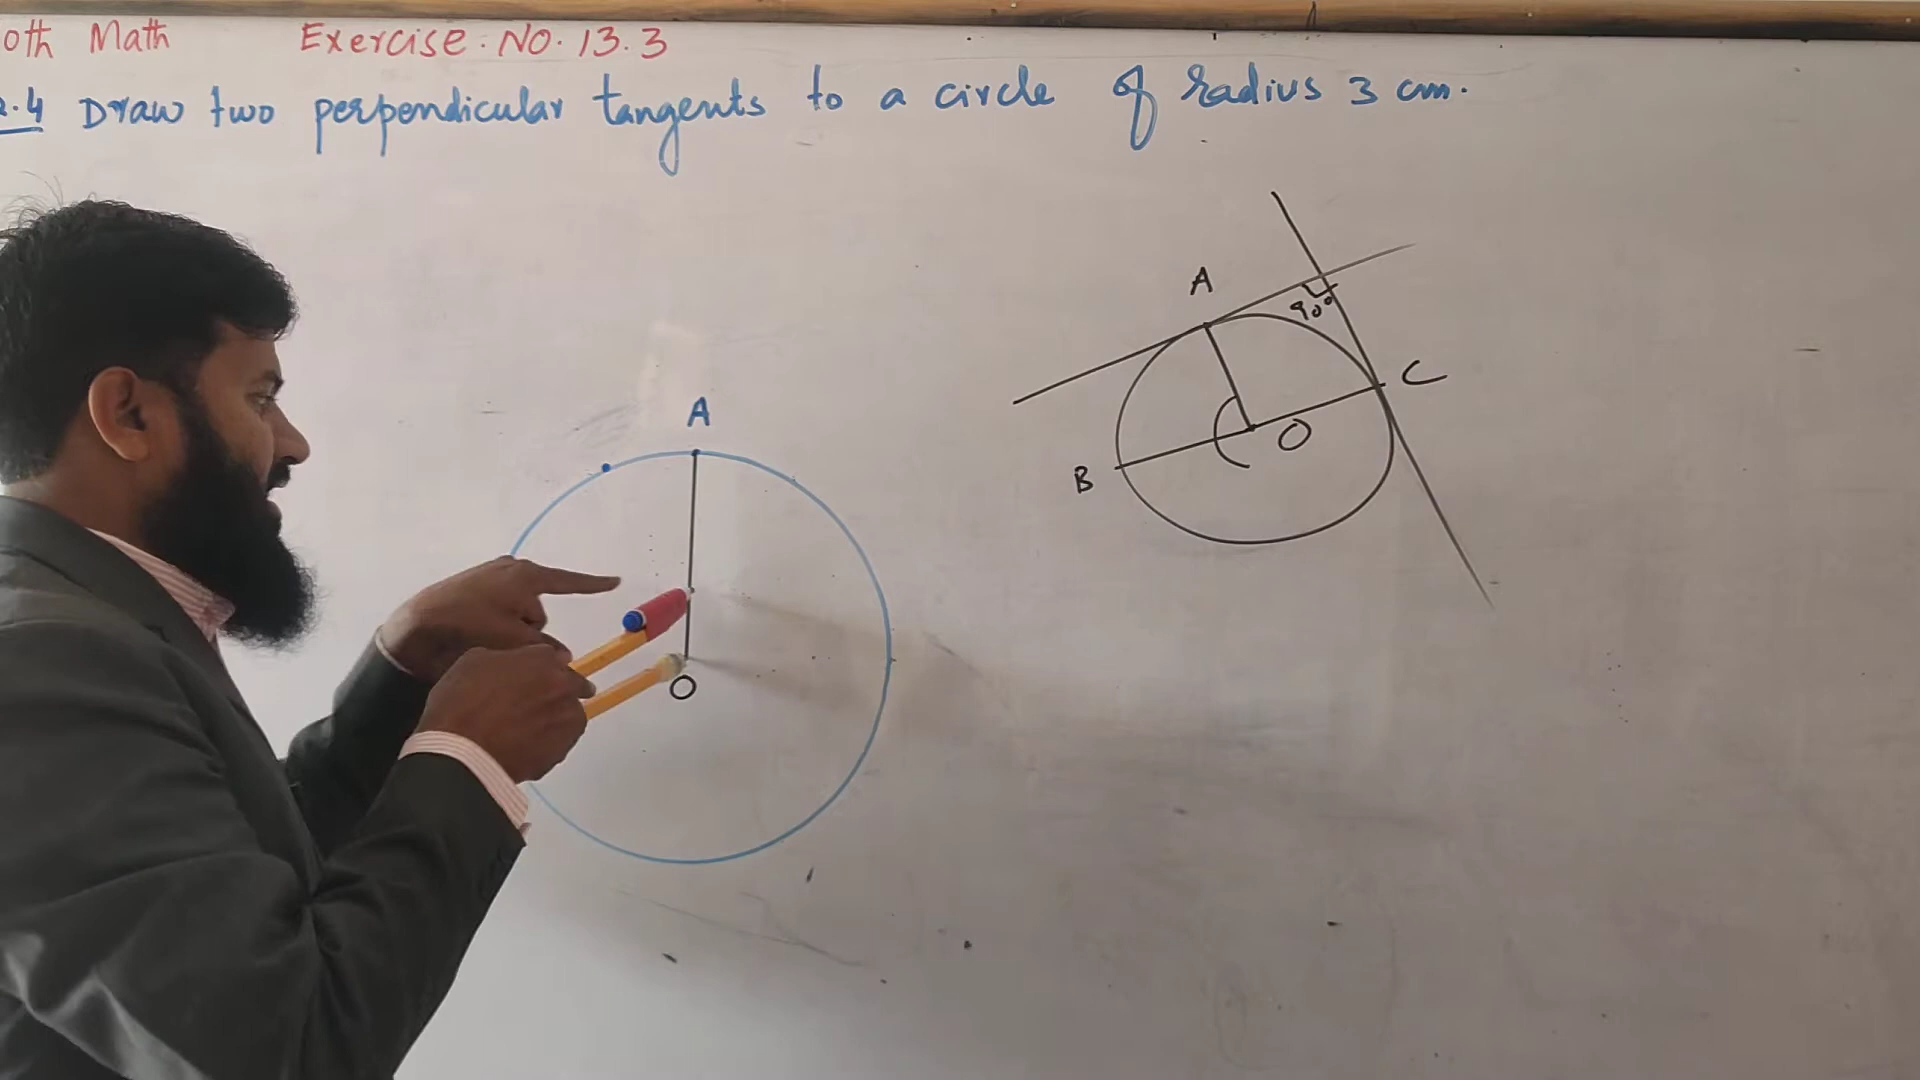 oth Math Exercise. No. 13.3
Q.4 Draw two perpendicular tangents to a circle of radius 3 cm.
A
90°
C
O
B
A
O